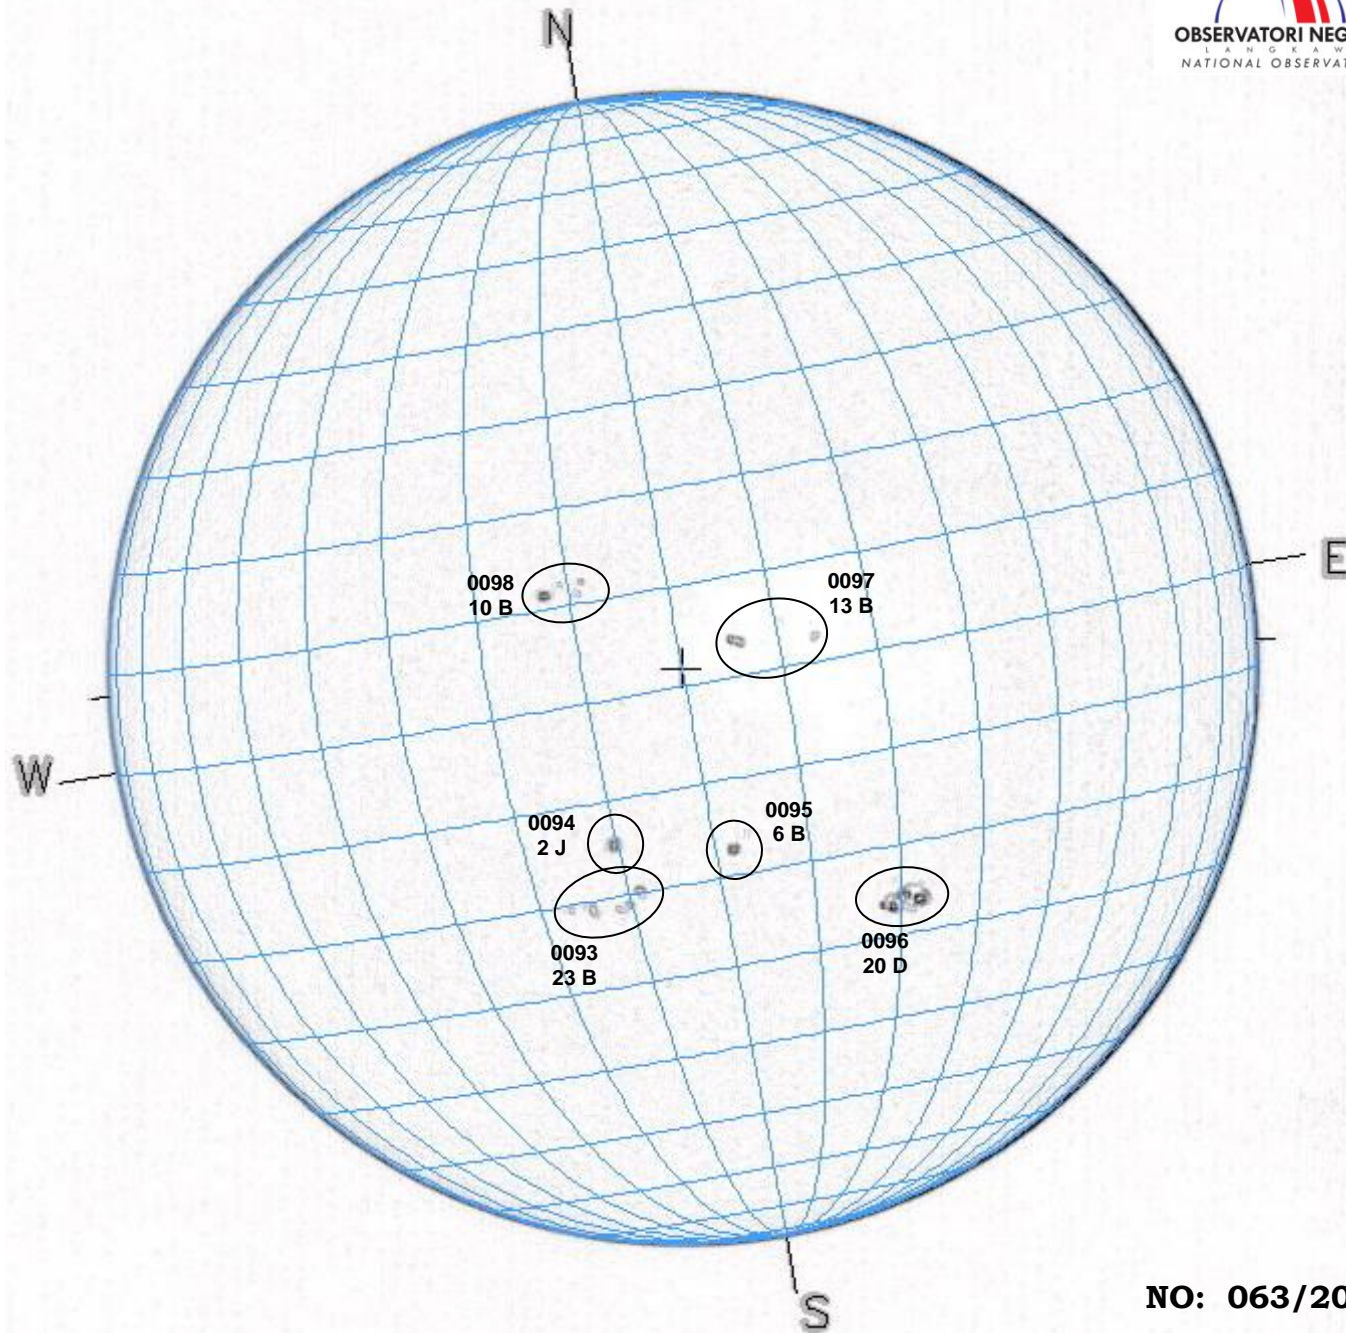 N
OBSERVATORI NEG
LANGKAW
NATIONAL OBSERVAT
E
0098
10 B
0097
13 B
W
0094
2 J
0095
6 B
0093
23 B
0096
20 D
S
NO: 063/20